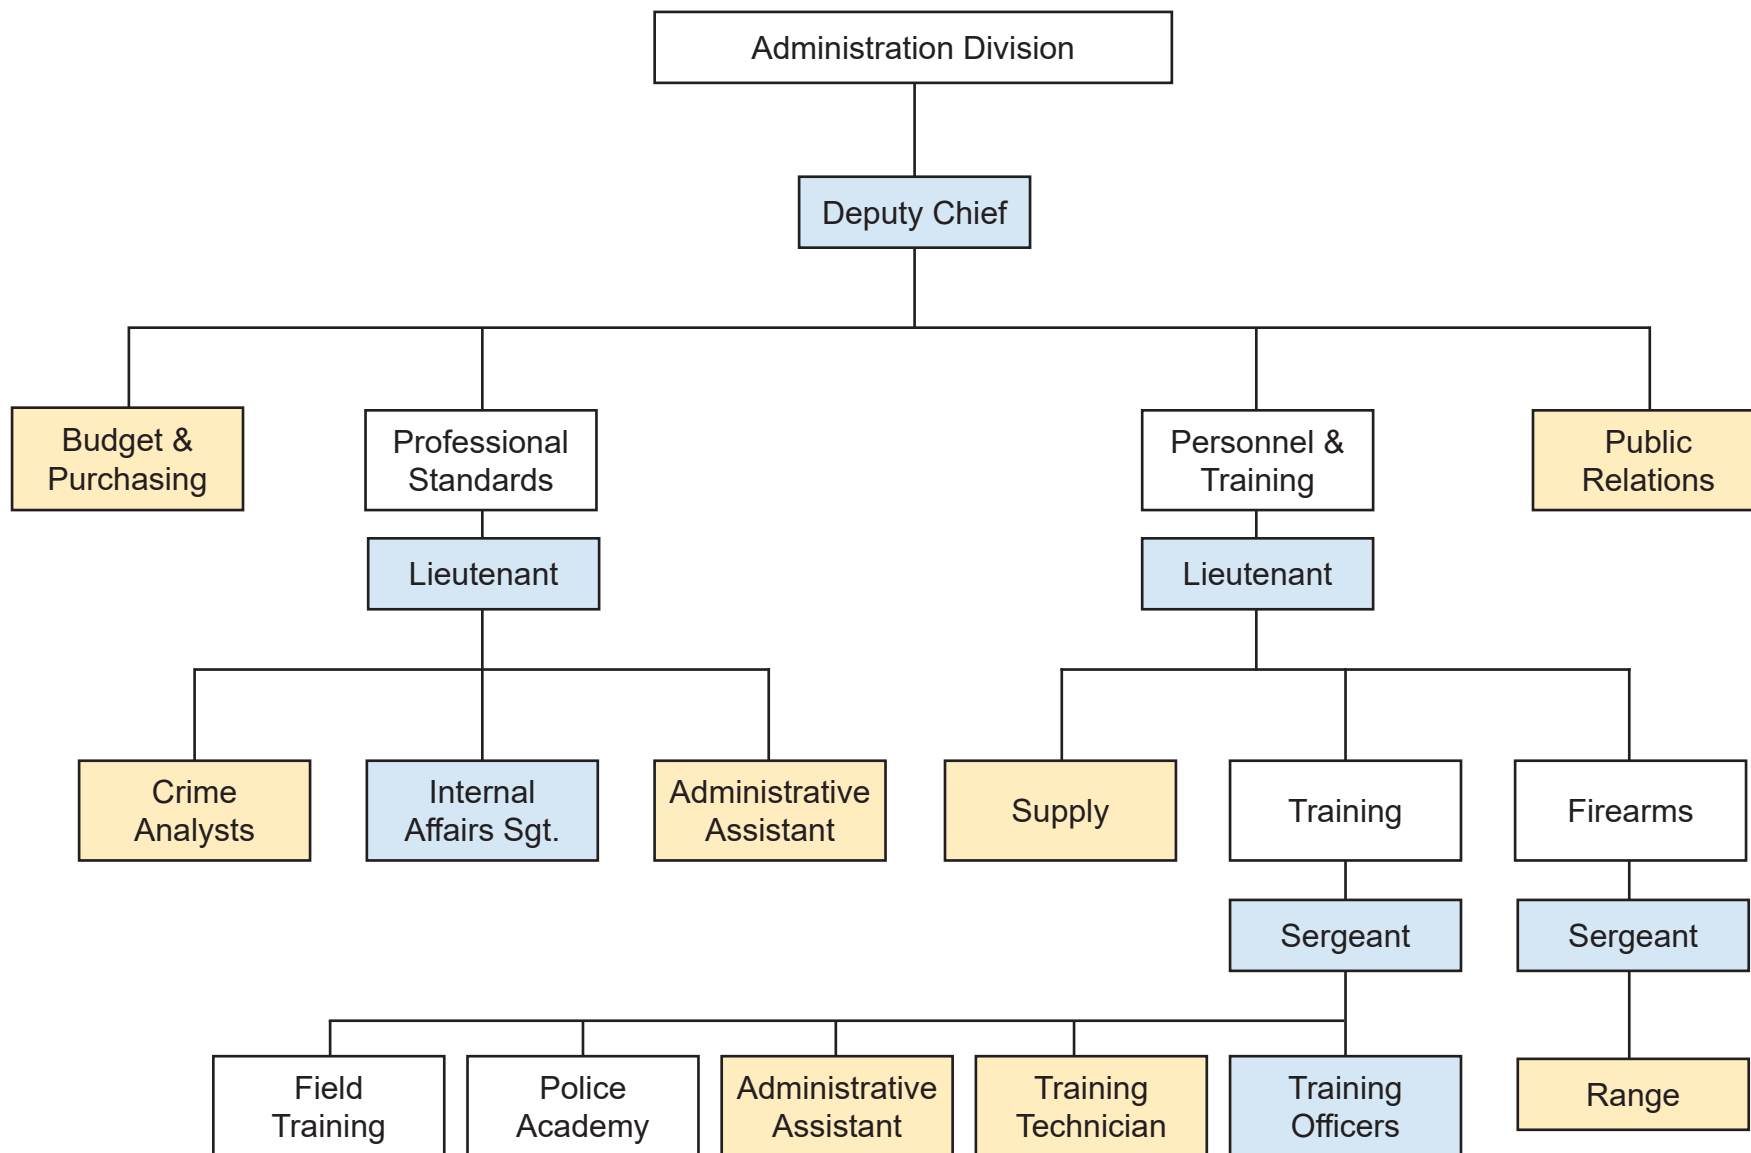 Administration Division
Deputy Chief
Budget &
Purchasing
Professional
Standards
Personnel &
Training
Public
Relations
Lieutenant
Lieutenant
Crime
Analysts
Internal
Affairs Sgt.
Administrative
Assistant
Supply
Training
Firearms
Sergeant
Sergeant
Field
Training
Police
Academy
Administrative
Assistant
Training
Technician
Training
Officers
Range